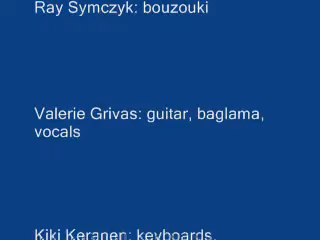 Ray Symczyk: bouzouki
Valerie Grivas: guitar, baglama,
vocals
Kiki Keranen: keyboards,